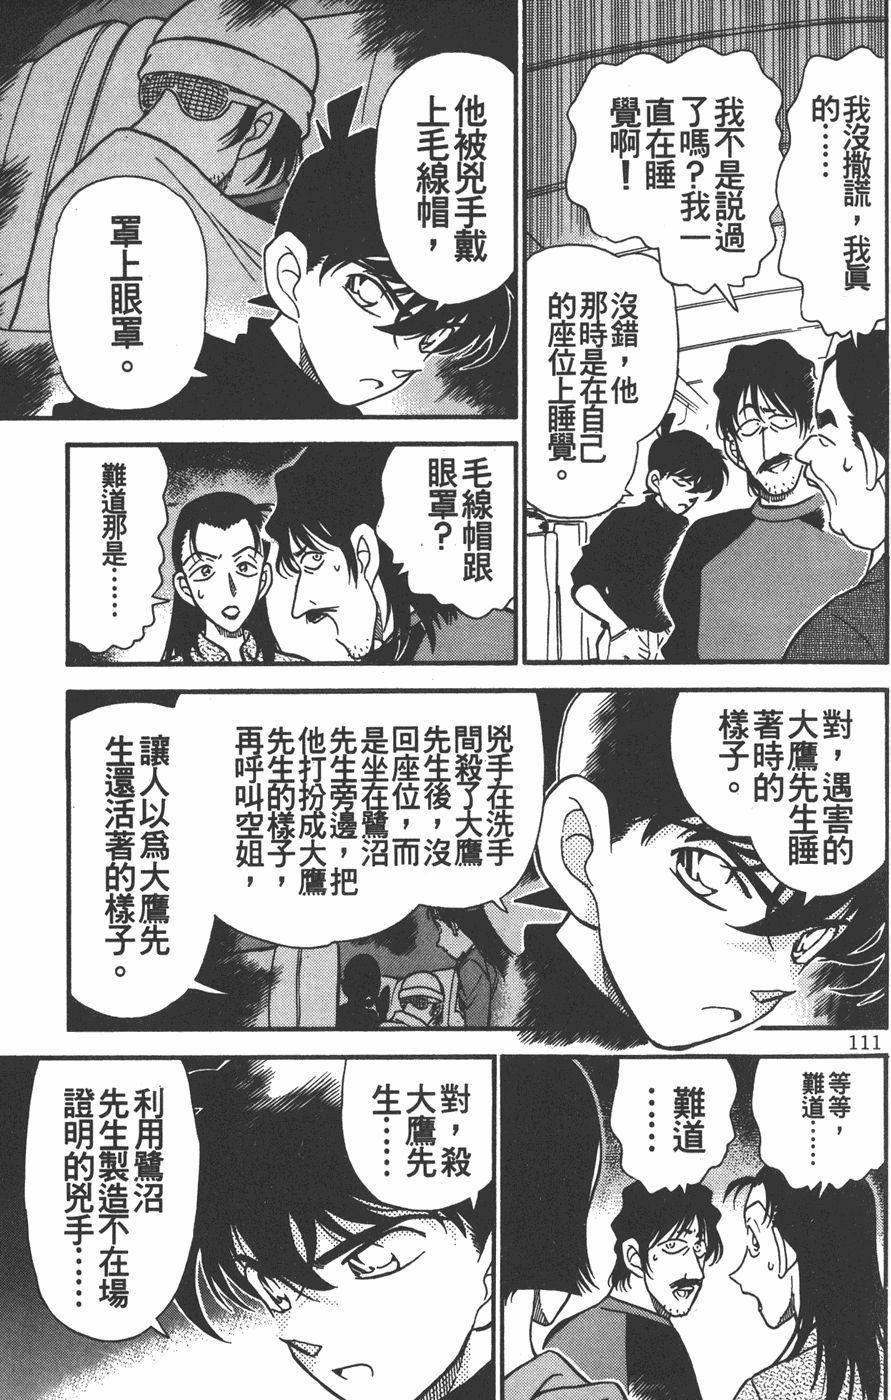 我沒撒謊，我真
的……
我不是説過
了嗎？我一
直在睡
覺啊！
沒錯，他
那時是在自己
的座位上睡覺。
他被兇手戴
上毛線帽，
罩上眼罩。
毛線帽跟
眼罩？
難道那是……
對，遇害的
大鷹先生睡
著時的
樣子。
兇手在洗手
間殺了大鷹
先生後，沒
回座位，而
是坐在鷺沼
先生旁邊，把
他打扮成大鷹
先生的樣子，
再呼叫空姐，
讓人以爲大鷹先
生還活著的樣子。
111
等等，
難道……
難道
……
對，殺
大鷹先
生……
利用鷺沼
先生製造不在場
證明的兇手……